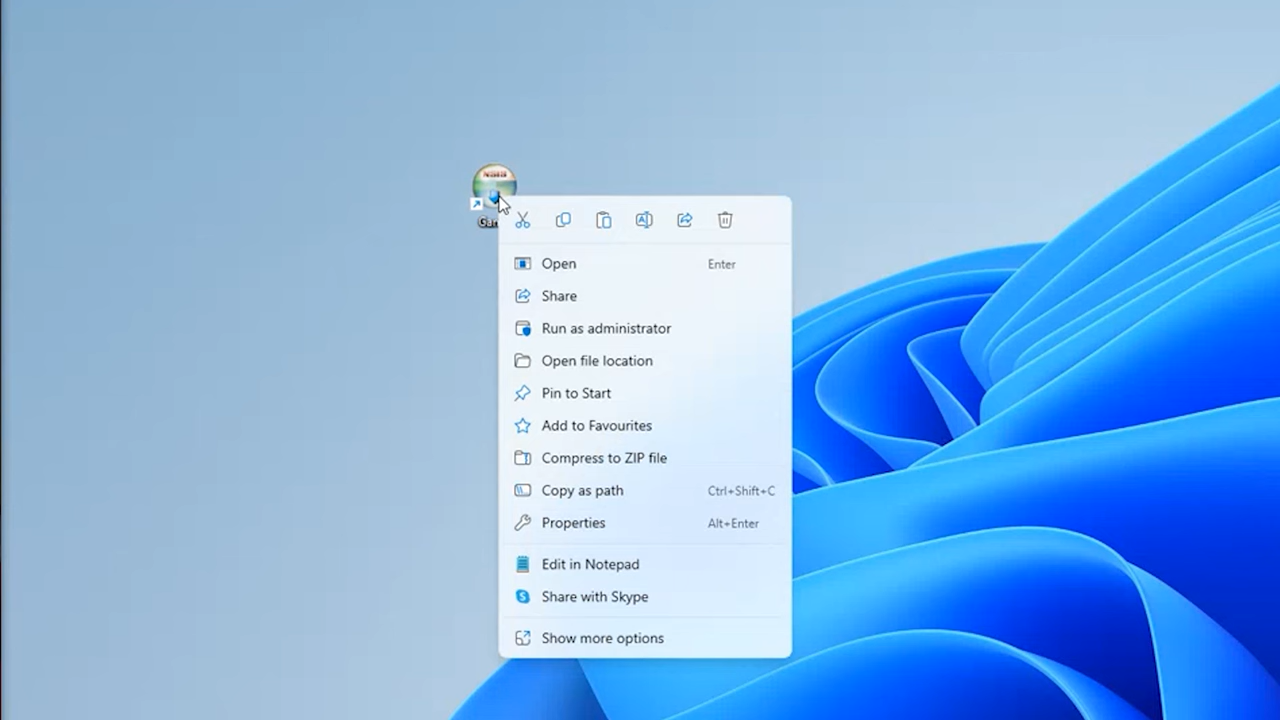 Open Enter
Share
Run as administrator
Open file location
Pin to Start
Add to Favourites
Compress to ZIP file
Copy as path Ctrl+Shift+C
Properties Alt+Enter
Edit in Notepad
Share with Skype
Show more options